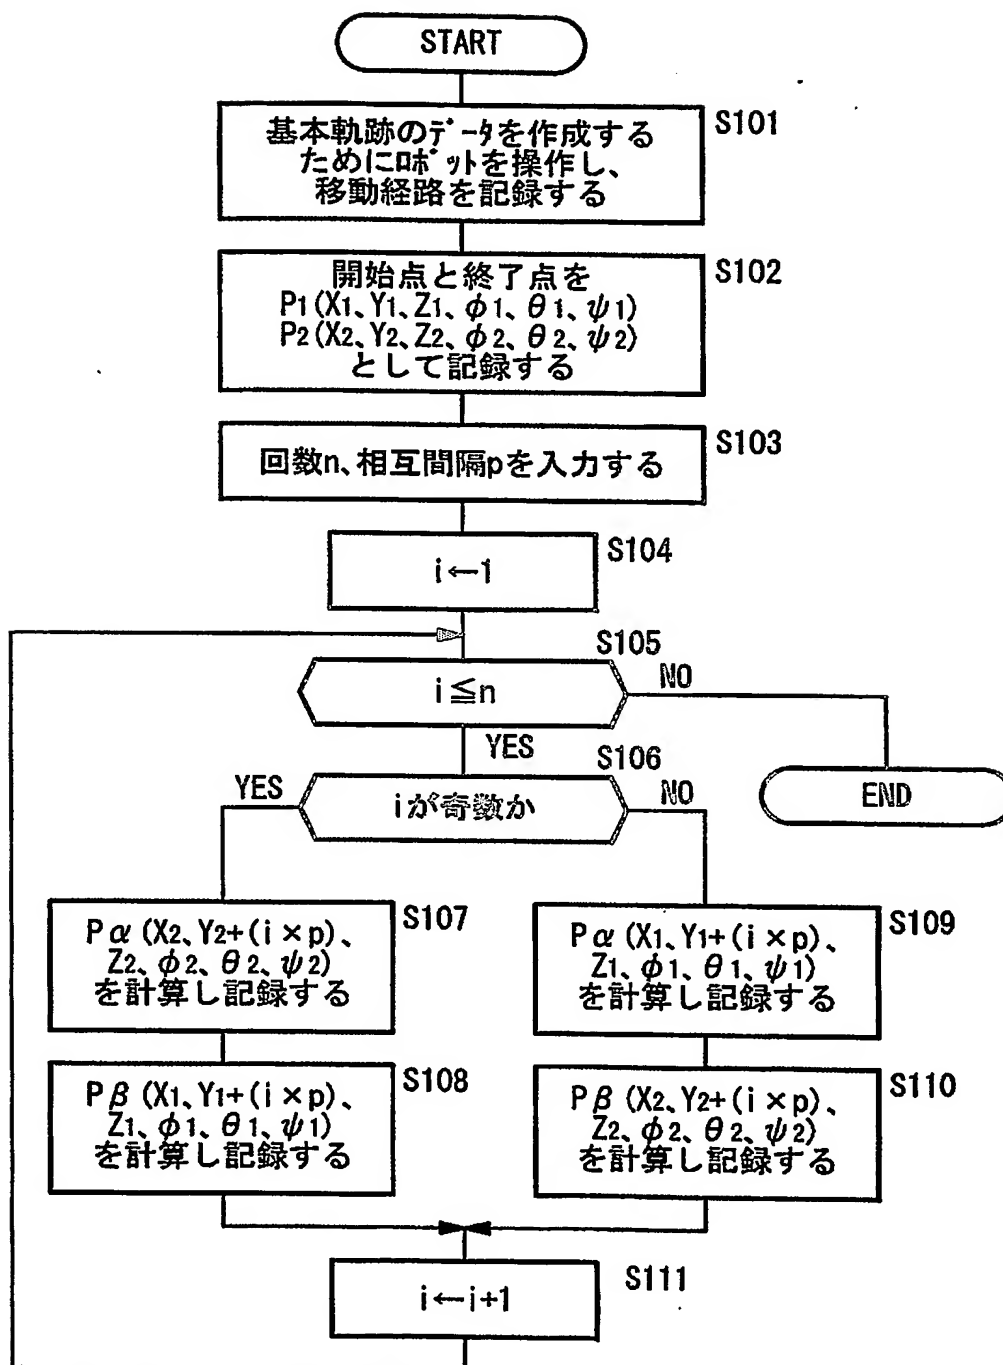 START
S101
基本軌跡のデータを作成する
ためにロボットを操作し、
移動経路を記録する
S102
開始点と終了点を
P1(X1、Y1、Z1、φ1、θ1、ψ1)
P2(X2、Y2、Z2、φ2、θ2、ψ2)
として記録する
S103
回数n、相互間隔pを入力する
S104
i←1
S105
i≦n
NO
YES
S106
YES
iが奇数か
NO
END
S107
Pα(X2、Y2+(i×p)、
Z2、φ2、θ2、ψ2)
を計算し記録する
S109
Pα(X1、Y1+(i×p)、
Z1、φ1、θ1、ψ1)
を計算し記録する
S108
Pβ(X1、Y1+(i×p)、
Z1、φ1、θ1、ψ1)
を計算し記録する
S110
Pβ(X2、Y2+(i×p)、
Z2、φ2、θ2、ψ2)
を計算し記録する
S111
i←i+1